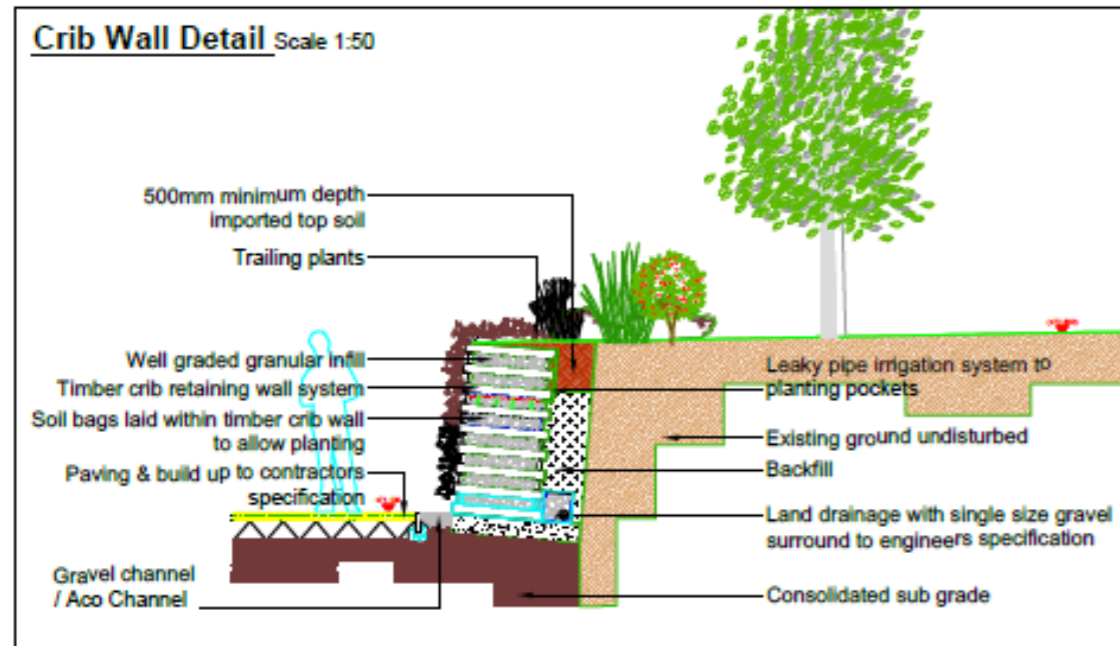 Crib Wall Detail Scale 1:50
500mm minimum depth
imported top soil
Trailing plants
Well graded granular infill
Timber crib retaining wall system
Soil bags laid within timber crib wall
to allow planting
Paving & build up to contractors
specification
Gravel channel
/ Aco Channel
Leaky pipe irrigation system to
planting pockets
Existing ground undisturbed
Backfill
Land drainage with single size gravel
surround to engineers specification
Consolidated sub grade